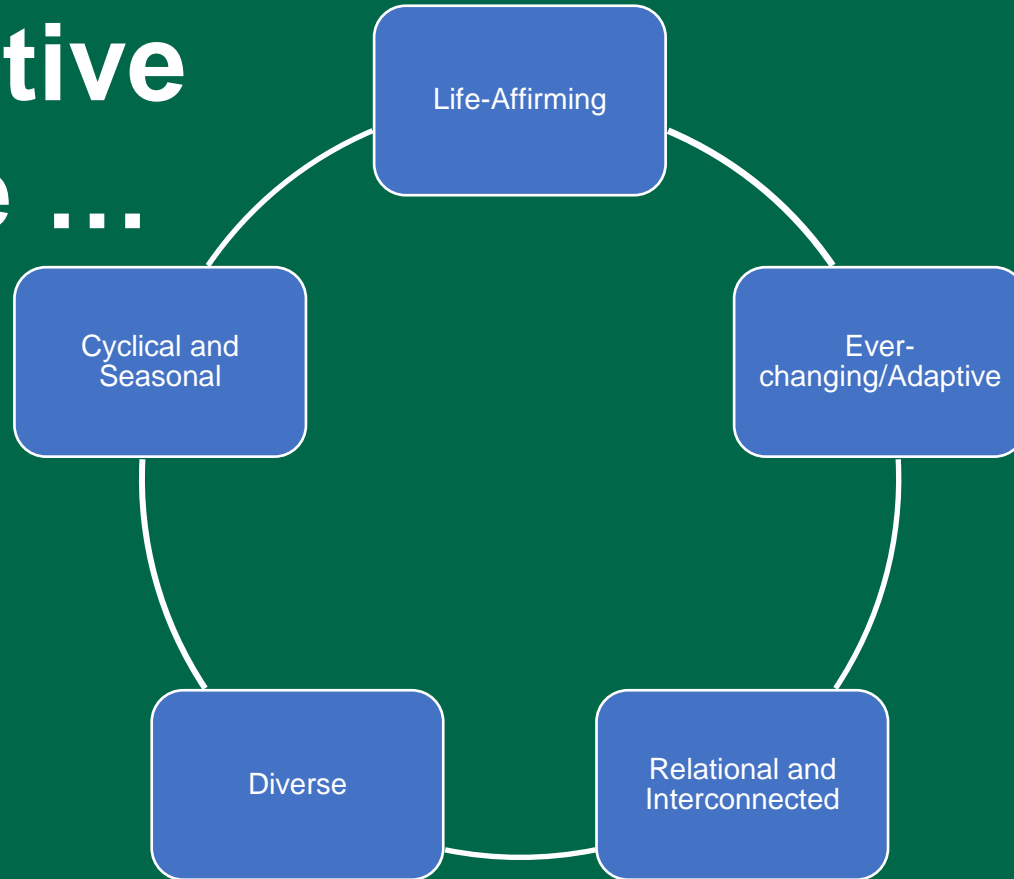 tive
e ...
Life-Affirming
Ever-
changing/Adaptive
Relational and
Interconnected
Diverse
Cyclical and
Seasonal